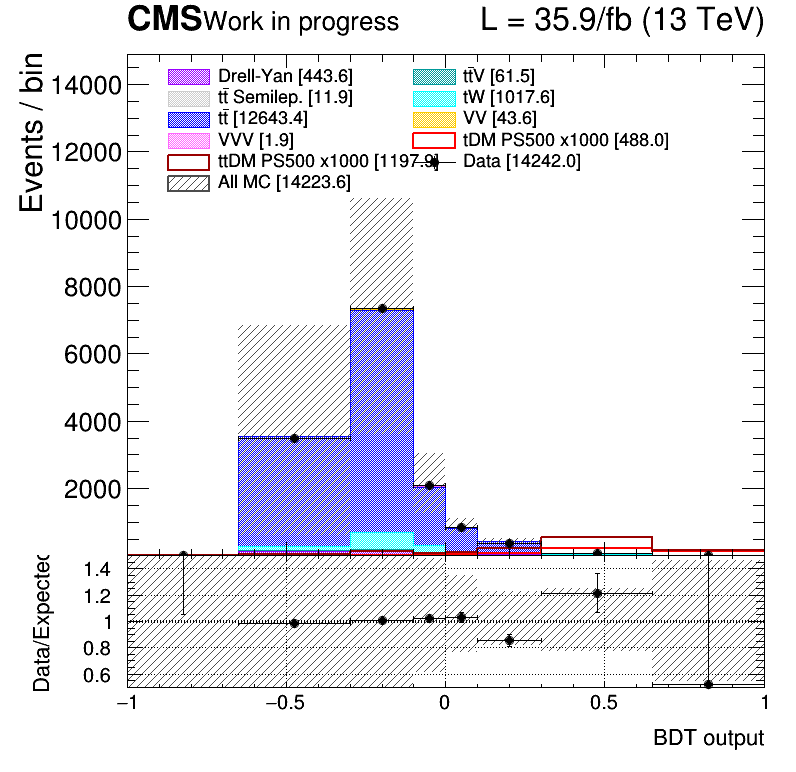 CMS Work in progress L = 35.9/fb (13 TeV)
Events / bin
14000
12000
10000
8000
6000
4000
2000
Drell-Yan [443.6]
tt̄V [61.5]
tt̄ Semilep. [11.9]
tW [1017.6]
tt̄ [12643.4]
VV [43.6]
VVV [1.9]
tDM PS500 x1000 [488.0]
ttDM PS500 x1000 [1197.9]
Data [14242.0]
All MC [14223.6]
Data/Expected
1.4
1.2
1
0.8
0.6
−1 −0.5 0 0.5 1
BDT output